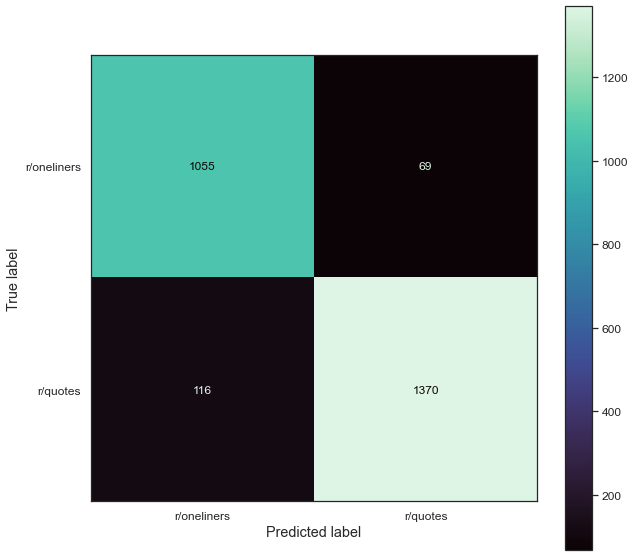 1200
1000
800
600
400
200
True label
r/oneliners
1055
69
r/quotes
116
1370
r/oneliners
r/quotes
Predicted label